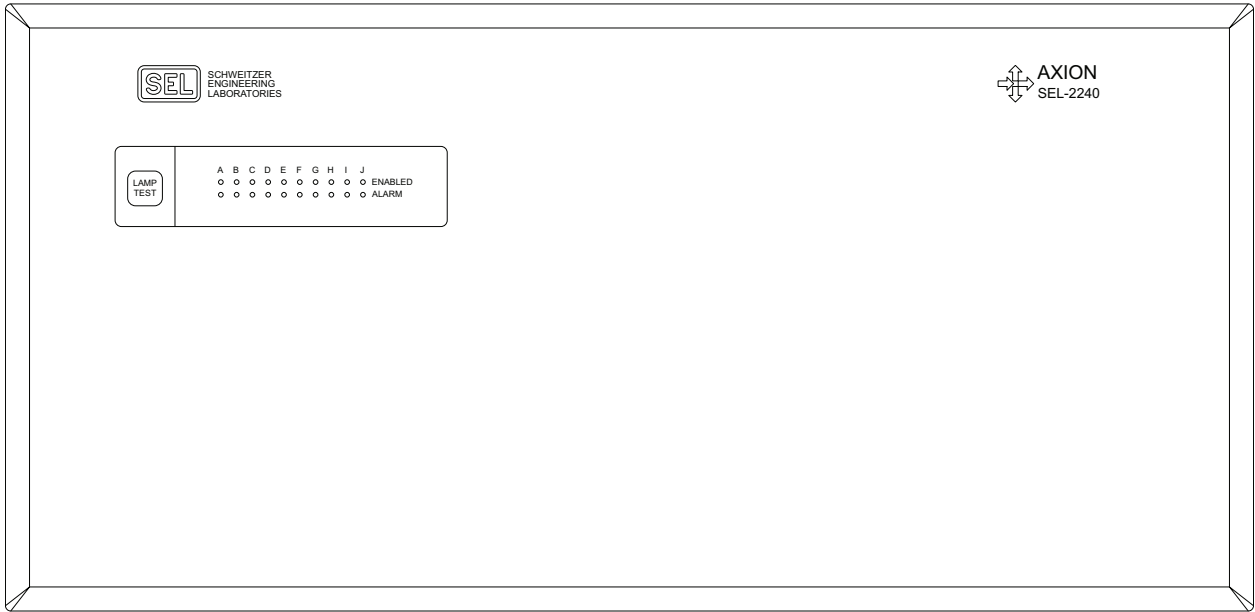 SEL
SCHWEITZER
ENGINEERING
LABORATORIES
AXION
SEL-2240
LAMP
TEST
A B C D E F G H I J
ENABLED
ALARM